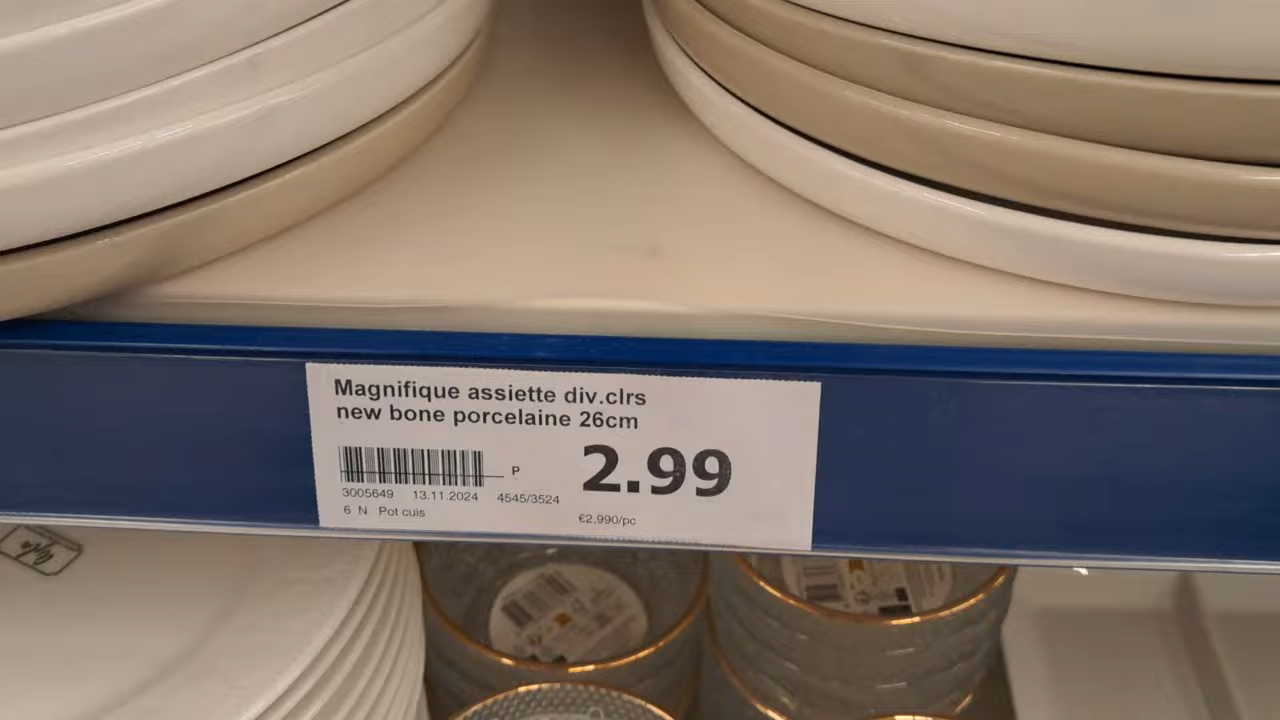 Magnifique assiette div.clrs
new bone porcelaine 26cm
P
2.99
3005649 13.11.2024 4545/3524
6 N Pot cuis
€2.990/pc